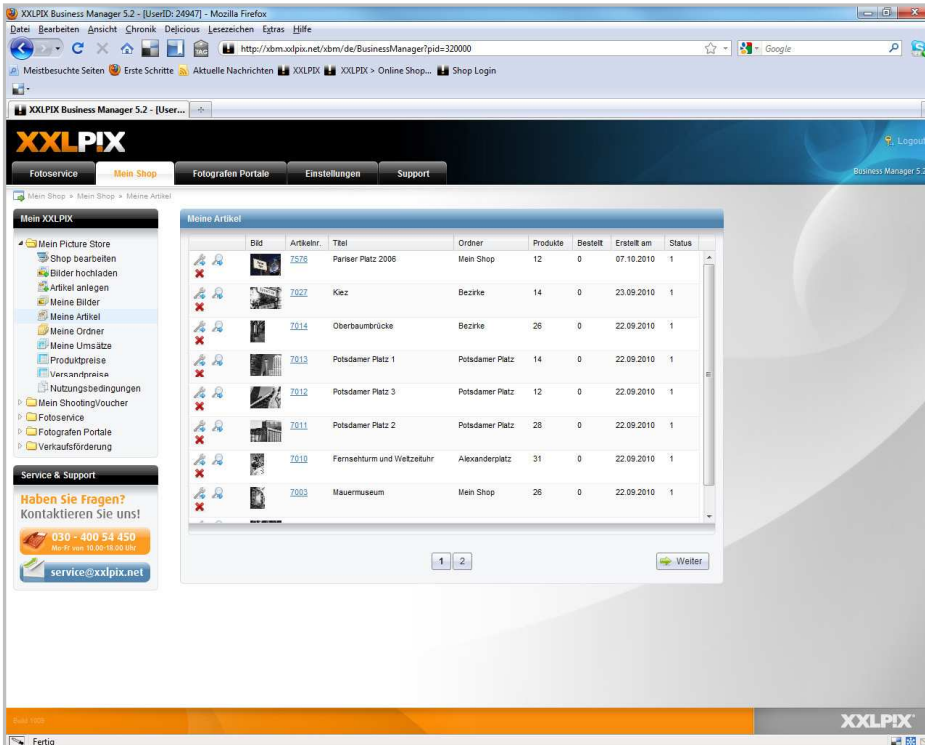 XXLPIX Business Manager 5.2 - [UserID: 24947] - Mozilla Firefox
Datei Bearbeiten Ansicht Chronik Delicious Lesezeichen Extras Hilfe
TAG
http://xbm.xxlpix.net/xbm/de/BusinessManager?pid=320000
Google
Meistbesuchte Seiten Erste Schritte Aktuelle Nachrichten XXLPIX XXLPIX > Online Shop... Shop Login
XXLPIX Business Manager 5.2 - [User...
XXLPIX
Logout
Fotoservice Mein Shop Fotografen Portale Einstellungen Support
Business Manager 5.2
Mein Shop » Mein Shop » Meine Artikel
Mein XXLPIX
Mein Picture Store
Shop bearbeiten
Bilder hochladen
Artikel anlegen
Meine Bilder
Meine Artikel
Meine Ordner
Meine Umsätze
Produktpreise
Versandpreise
Nutzungsbedingungen
Mein ShootingVoucher
Fotoservice
Fotografen Portale
Verkaufsförderung
Service & Support
Haben Sie Fragen?
Kontaktieren Sie uns!
030 - 400 54 450
Mo-Fr von 10.00-18.00 Uhr
service@xxlpix.net
Meine Artikel
Bild Artikelnr. Titel Ordner Produkte Bestellt Erstellt am Status
7576 Pariser Platz 2006 Mein Shop 12 0 07.10.2010 1
7027 Kiez Bezirke 14 0 23.09.2010 1
7014 Oberbaumbrücke Bezirke 26 0 22.09.2010 1
7013 Potsdamer Platz 1 Potsdamer Platz 14 0 22.09.2010 1
7012 Potsdamer Platz 3 Potsdamer Platz 12 0 22.09.2010 1
7011 Potsdamer Platz 2 Potsdamer Platz 28 0 22.09.2010 1
7010 Fernsehturm und Weltzeituhr Alexanderplatz 31 0 22.09.2010 1
7003 Mauermuseum Mein Shop 26 0 22.09.2010 1
1 2 Weiter
XXLPIX
Fertig